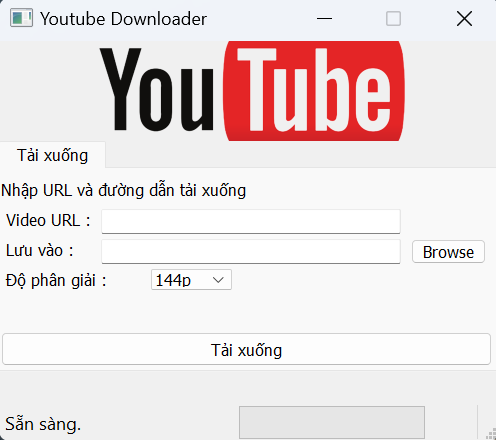 Youtube Downloader
YouTube
Tải xuống
Nhập URL và đường dẫn tải xuống
Video URL :
Lưu vào :
Browse
Độ phân giải :
144p
Tải xuống
Sẵn sàng.